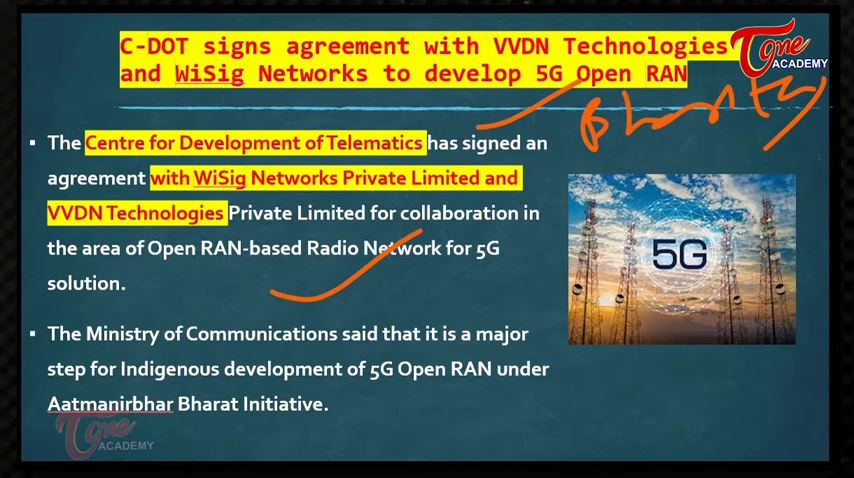 C-DOT signs agreement with VVDN Technologies
and WiSig Networks to develop 5G Open RAN
Tone
ACADEMY
▪ The Centre for Development of Telematics has signed an
agreement with WiSig Networks Private Limited and
VVDN Technologies Private Limited for collaboration in
the area of Open RAN-based Radio Network for 5G
solution.
5G
▪ The Ministry of Communications said that it is a major
step for Indigenous development of 5G Open RAN under
Aatmanirbhar Bharat Initiative.
Tone
ACADEMY